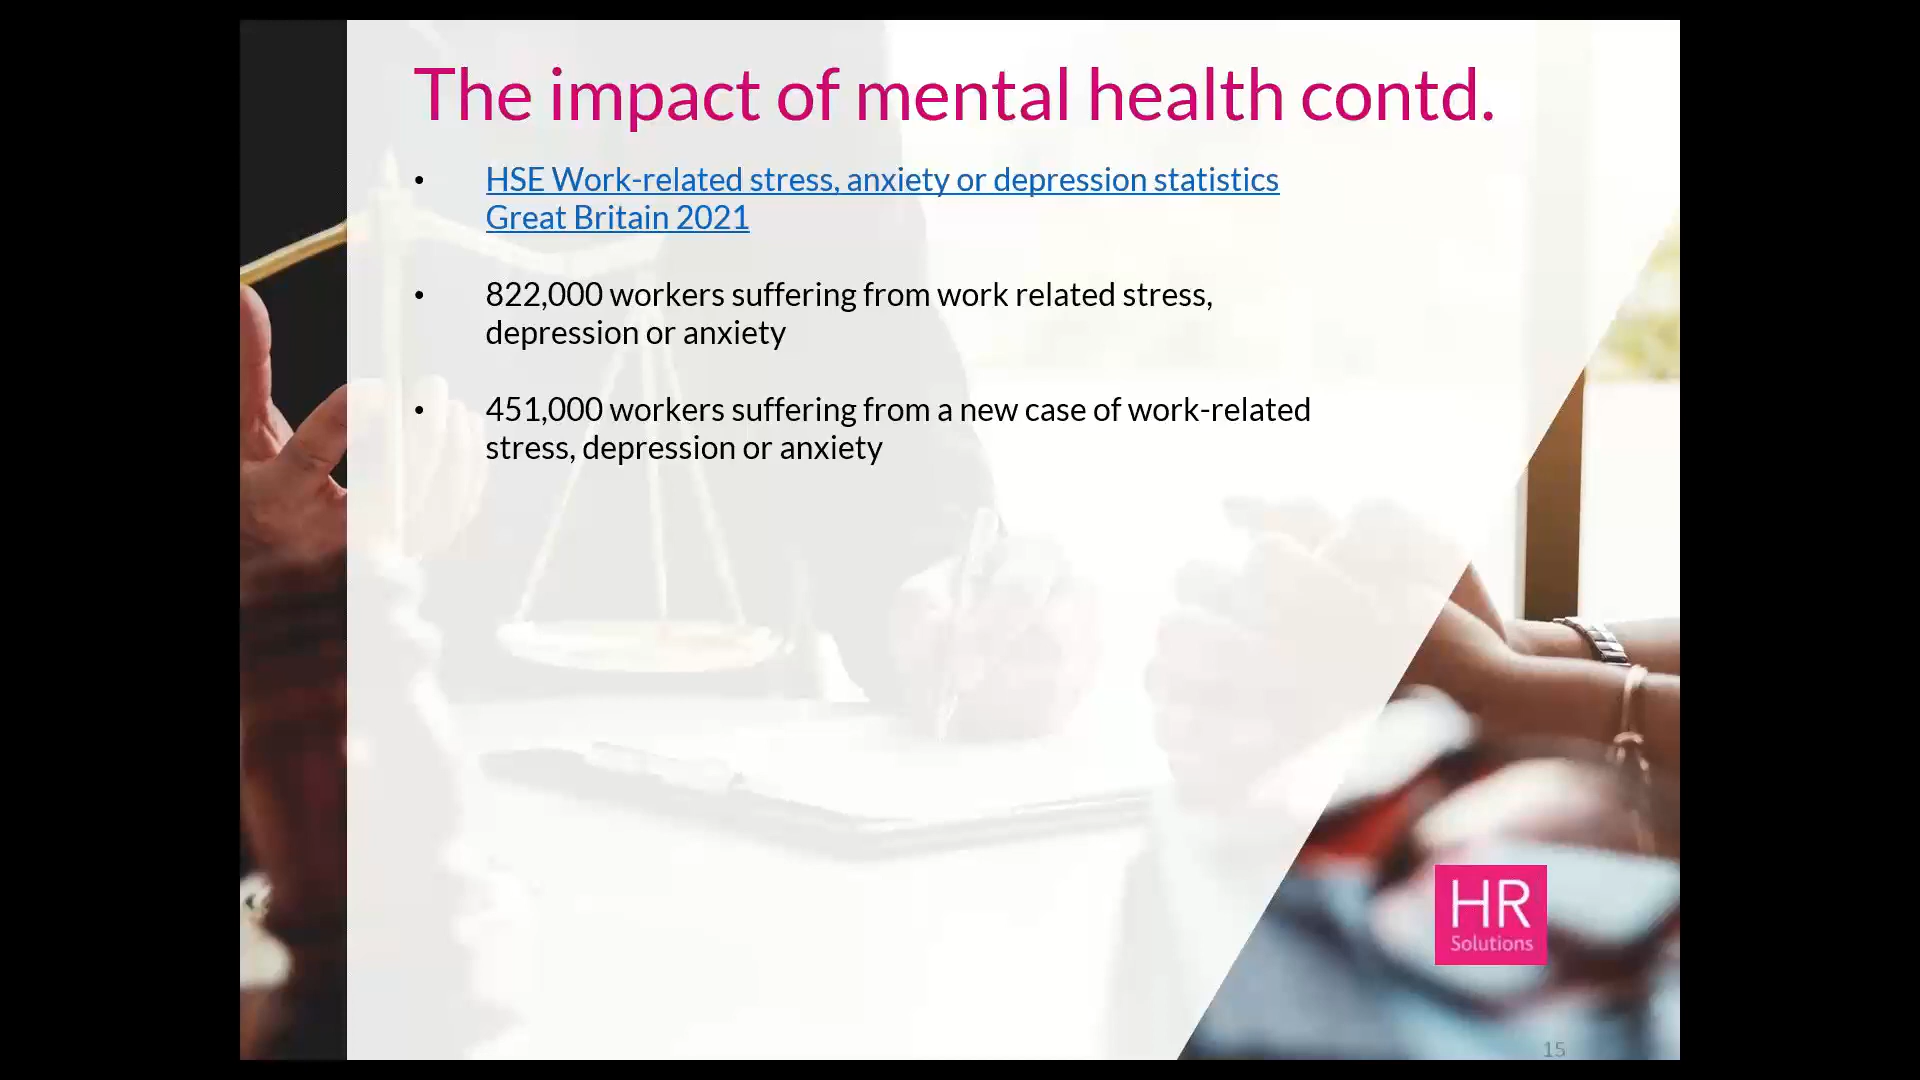 The impact of mental health contd.
• HSE Work-related stress, anxiety or depression statistics
Great Britain 2021
• 822,000 workers suffering from work related stress,
depression or anxiety
• 451,000 workers suffering from a new case of work-related
stress, depression or anxiety
HR
Solutions
15